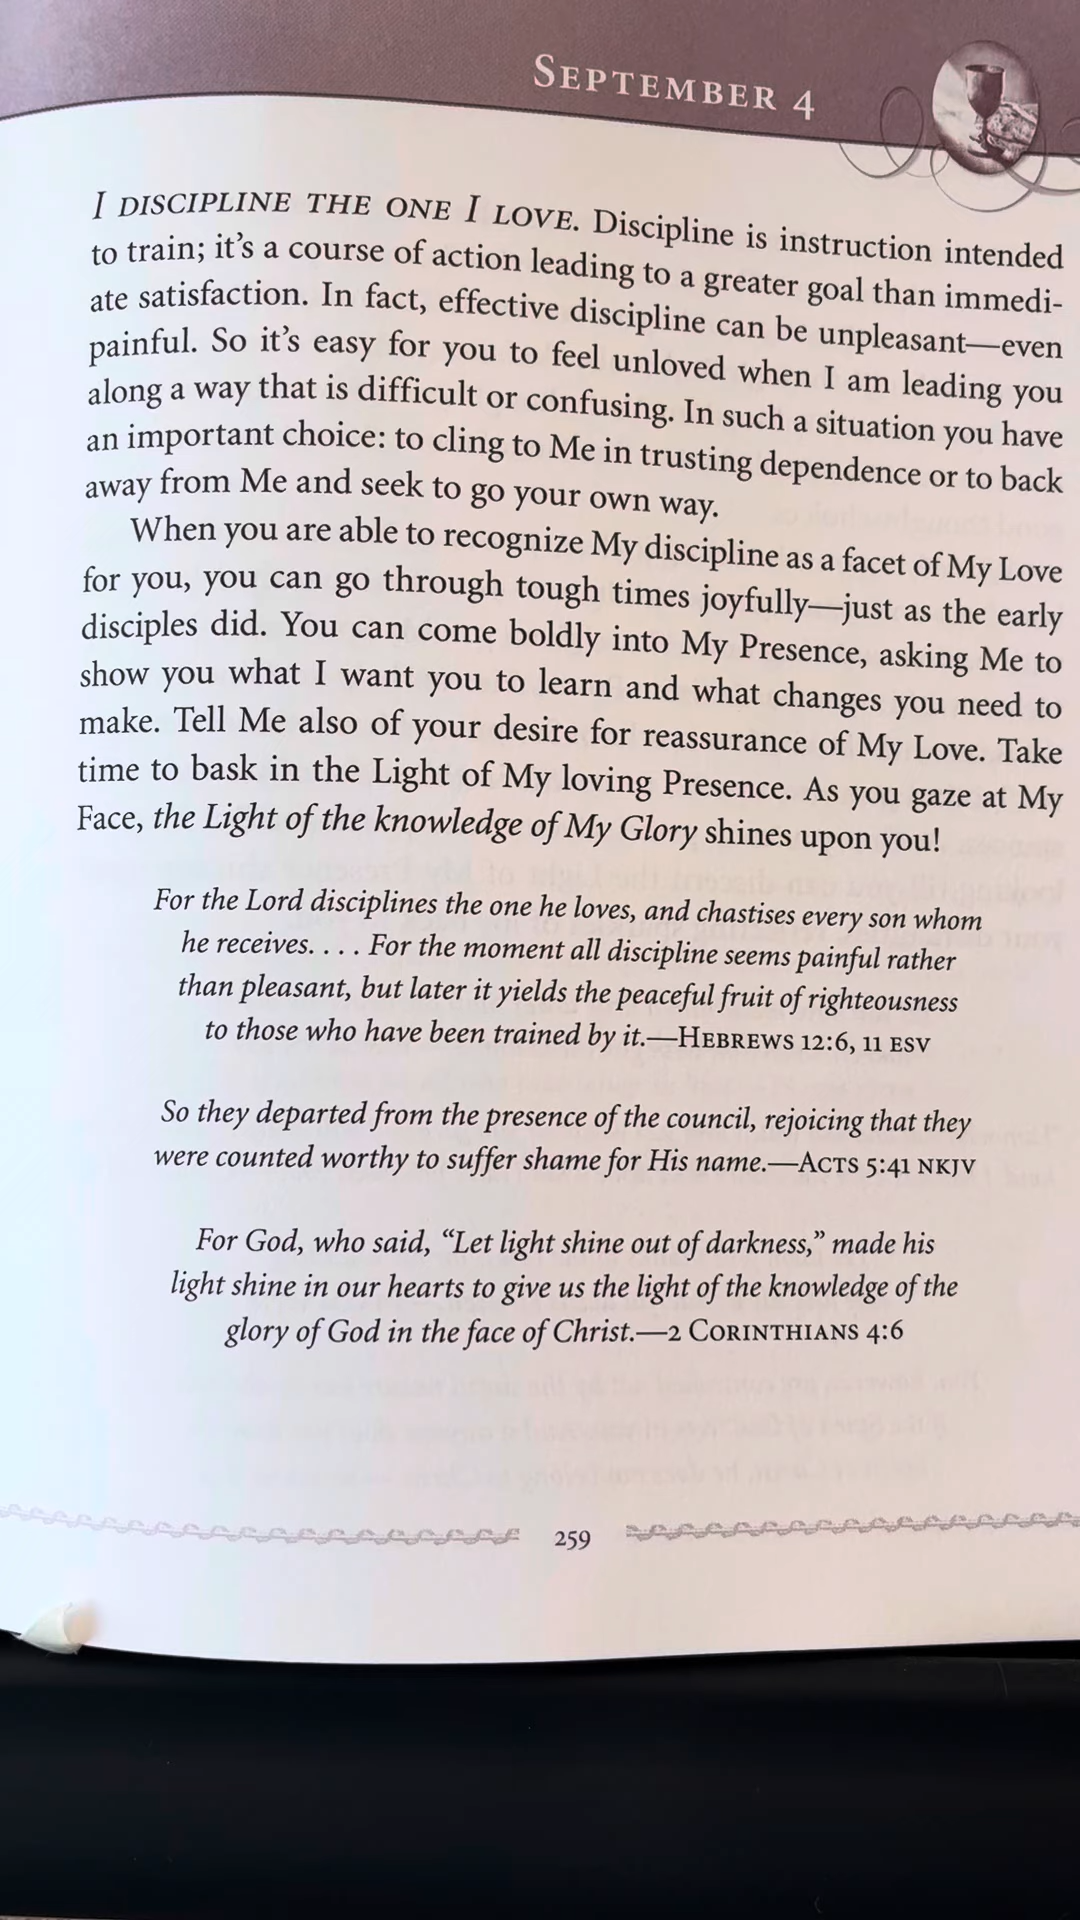 SEPTEMBER 4
I DISCIPLINE THE ONE I LOVE. Discipline is instruction intended
to train; it's a course of action leading to a greater goal than immedi-
ate satisfaction. In fact, effective discipline can be unpleasant—even
painful. So it's easy for you to feel unloved when I am leading you
along a way that is difficult or confusing. In such a situation you have
an important choice: to cling to Me in trusting dependence or to back
away from Me and seek to go your own way.
When you are able to recognize My discipline as a facet of My Love
for you, you can go through tough times joyfully—just as the early
disciples did. You can come boldly into My Presence, asking Me to
show you what I want you to learn and what changes you need to
make. Tell Me also of your desire for reassurance of My Love. Take
time to bask in the Light of My loving Presence. As you gaze at My
Face, the Light of the knowledge of My Glory shines upon you!
For the Lord disciplines the one he loves, and chastises every son whom
he receives. . . . For the moment all discipline seems painful rather
than pleasant, but later it yields the peaceful fruit of righteousness
to those who have been trained by it.—HEBREWS 12:6, 11 ESV
So they departed from the presence of the council, rejoicing that they
were counted worthy to suffer shame for His name.—ACTS 5:41 NKJV
For God, who said, “Let light shine out of darkness,” made his
light shine in our hearts to give us the light of the knowledge of the
glory of God in the face of Christ.—2 CORINTHIANS 4:6
259